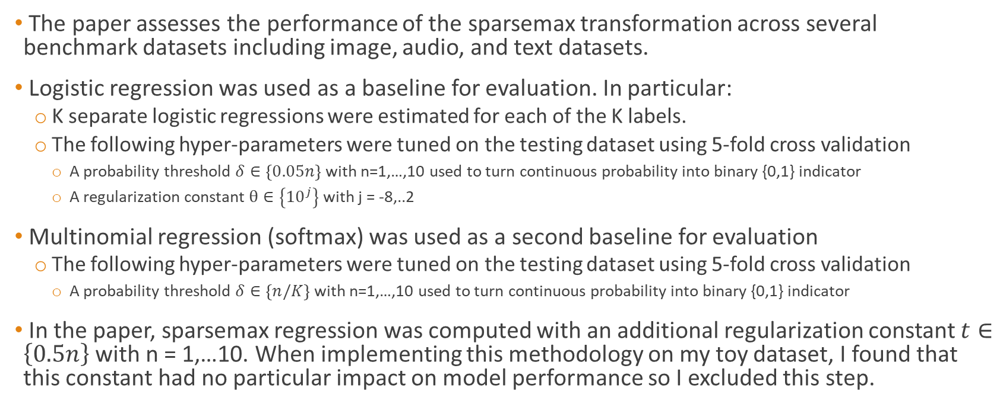 • The paper assesses the performance of the sparsemax transformation across several
benchmark datasets including image, audio, and text datasets.
• Logistic regression was used as a baseline for evaluation. In particular:
o K separate logistic regressions were estimated for each of the K labels.
o The following hyper-parameters were tuned on the testing dataset using 5-fold cross validation
o A probability threshold δ ∈ {0.05n} with n=1,...,10 used to turn continuous probability into binary {0,1} indicator
o A regularization constant θ ∈ {10^j} with j = -8,..2
• Multinomial regression (softmax) was used as a second baseline for evaluation
o The following hyper-parameters were tuned on the testing dataset using 5-fold cross validation
o A probability threshold δ ∈ {n/K} with n=1,...,10 used to turn continuous probability into binary {0,1} indicator
• In the paper, sparsemax regression was computed with an additional regularization constant t ∈
{0.5n} with n = 1,...10. When implementing this methodology on my toy dataset, I found that
this constant had no particular impact on model performance so I excluded this step.